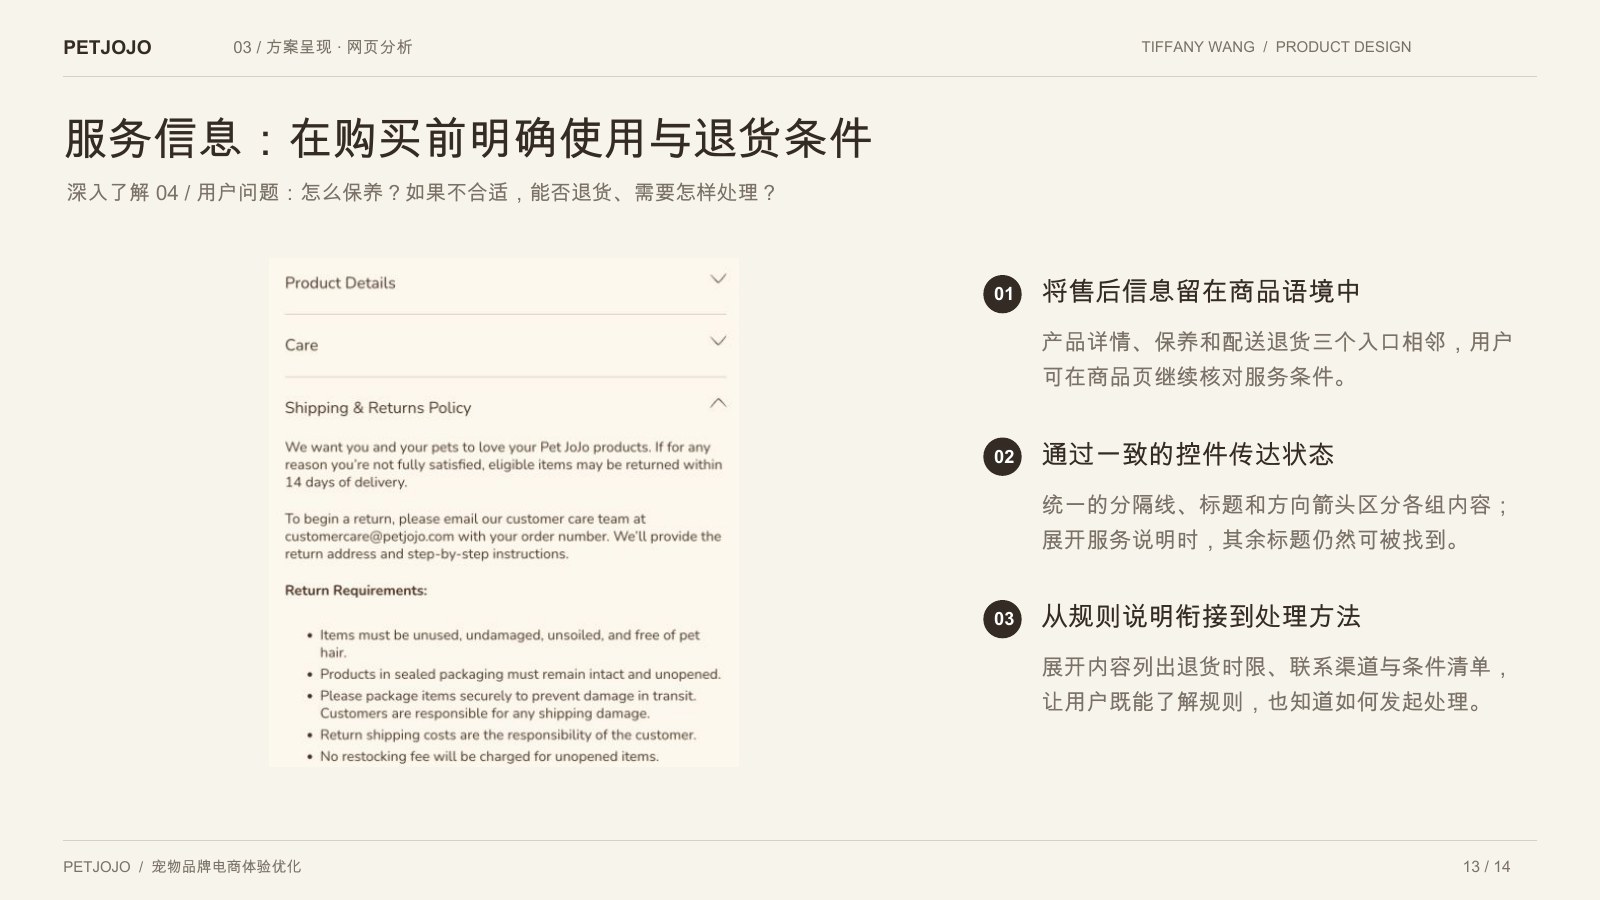 PETJOJO
03 / 方案呈现 · 网页分析
TIFFANY WANG / PRODUCT DESIGN
服务信息：在购买前明确使用与退货条件
深入了解 04 / 用户问题：怎么保养？如果不合适，能否退货、需要怎样处理？
Product Details
Care
Shipping & Returns Policy
We want you and your pets to love your Pet JoJo products. If for any
reason you're not fully satisfied, eligible items may be returned within
14 days of delivery.
To begin a return, please email our customer care team at
customercare@petjojo.com with your order number. We'll provide the
return address and step-by-step instructions.
Return Requirements:
• Items must be unused, undamaged, unsoiled, and free of pet
hair.
• Products in sealed packaging must remain intact and unopened.
• Please package items securely to prevent damage in transit.
Customers are responsible for any shipping damage.
• Return shipping costs are the responsibility of the customer.
• No restocking fee will be charged for unopened items.
01 将售后信息留在商品语境中
产品详情、保养和配送退货三个入口相邻，用户
可在商品页继续核对服务条件。
02 通过一致的控件传达状态
统一的分隔线、标题和方向箭头区分各组内容；
展开服务说明时，其余标题仍然可被找到。
03 从规则说明衔接到处理方法
展开内容列出退货时限、联系渠道与条件清单，
让用户既能了解规则，也知道如何发起处理。
PETJOJO / 宠物品牌电商体验优化
13 / 14